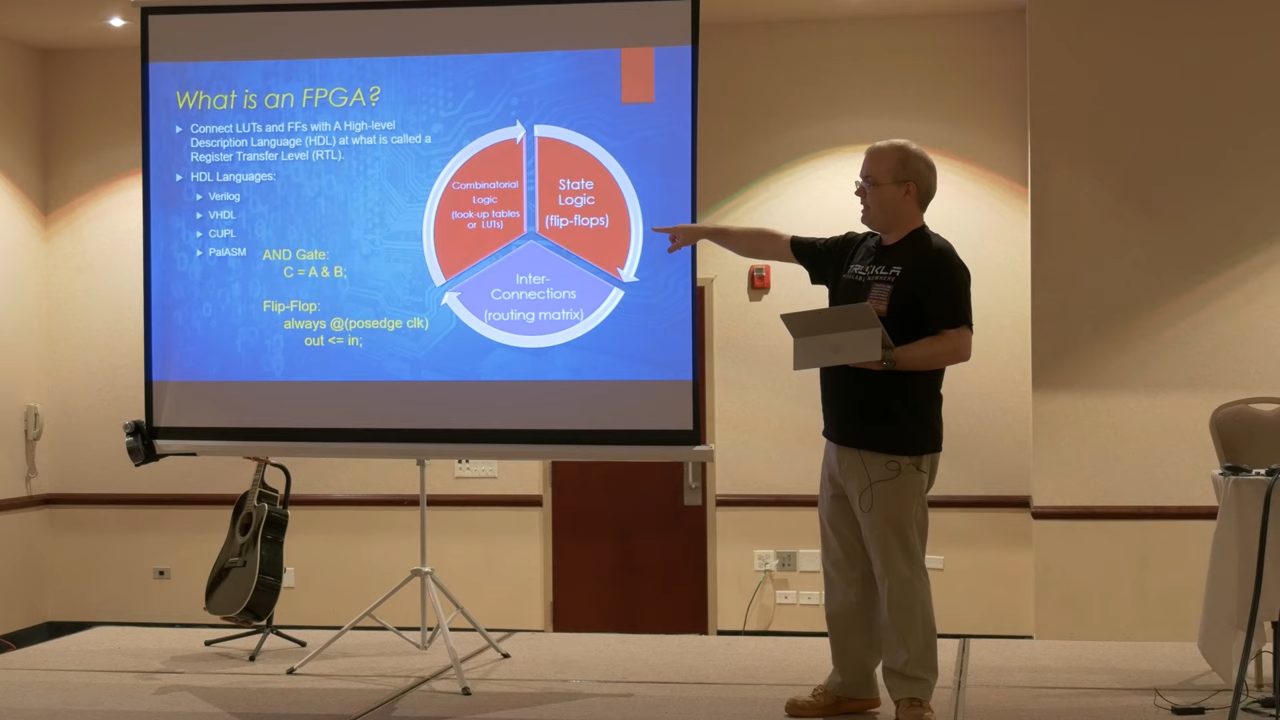 What is an FPGA?
Connect LUTs and FFs with A High-level
Description Language (HDL) at what is called a
Register Transfer Level (RTL).
HDL Languages:
Verilog
VHDL
CUPL
PalASM
AND Gate:
C = A & B;
Flip-Flop:
always @(posedge clk)
out <= in;
Combinatorial
Logic
(look-up tables
or LUTs)
State
Logic
(flip-flops)
Inter-
Connections
(routing matrix)